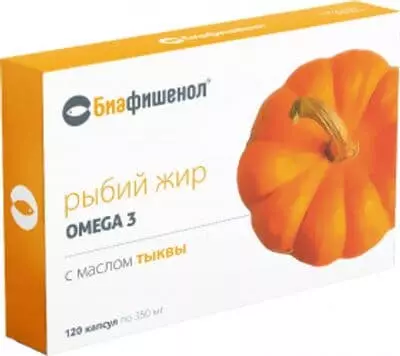 Биафишенол®
рыбий жир
OMEGA 3
с маслом тыквы
120 капсул по 350 мг